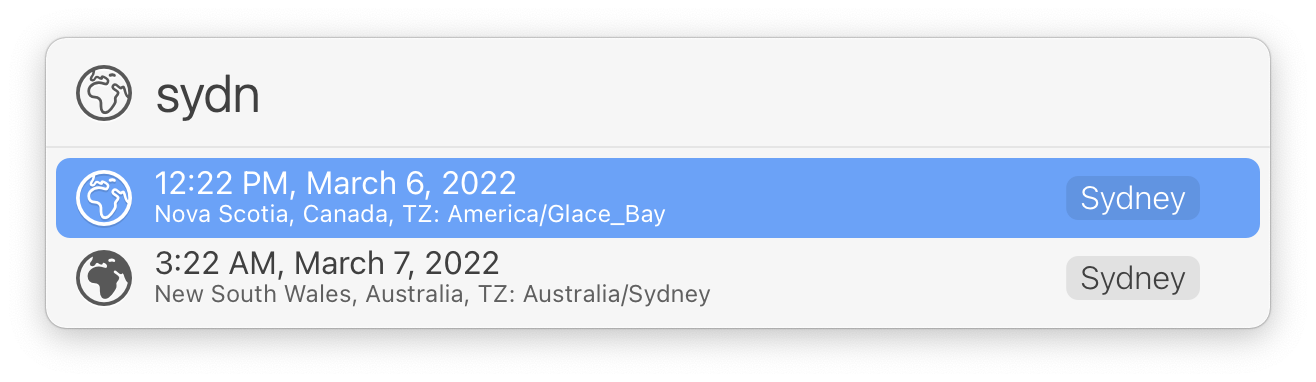 sydn
12:22 PM, March 6, 2022
Sydney
Nova Scotia, Canada, TZ: America/Glace_Bay
3:22 AM, March 7, 2022
Sydney
New South Wales, Australia, TZ: Australia/Sydney